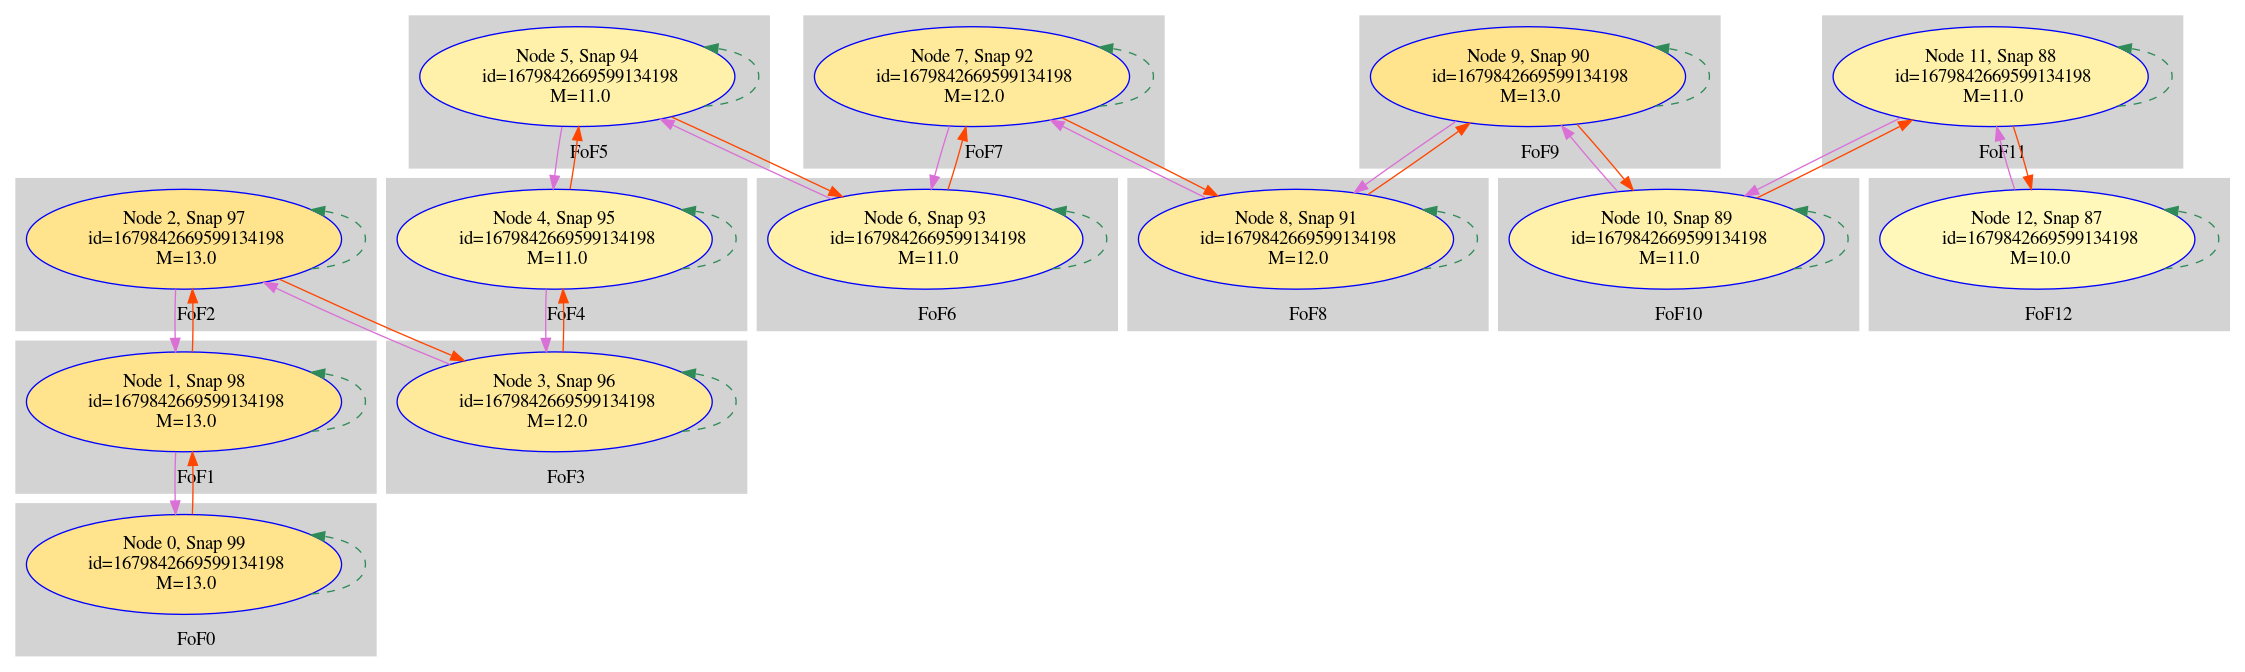 Node 5, Snap 94
id=1679842669599134198
M=11.0
FoF5
Node 7, Snap 92
id=1679842669599134198
M=12.0
FoF7
Node 9, Snap 90
id=1679842669599134198
M=13.0
FoF9
Node 11, Snap 88
id=1679842669599134198
M=11.0
FoF11
Node 2, Snap 97
id=1679842669599134198
M=13.0
FoF2
Node 4, Snap 95
id=1679842669599134198
M=11.0
FoF4
Node 6, Snap 93
id=1679842669599134198
M=11.0
FoF6
Node 8, Snap 91
id=1679842669599134198
M=12.0
FoF8
Node 10, Snap 89
id=1679842669599134198
M=11.0
FoF10
Node 12, Snap 87
id=1679842669599134198
M=10.0
FoF12
Node 1, Snap 98
id=1679842669599134198
M=13.0
FoF1
Node 3, Snap 96
id=1679842669599134198
M=12.0
FoF3
Node 0, Snap 99
id=1679842669599134198
M=13.0
FoF0